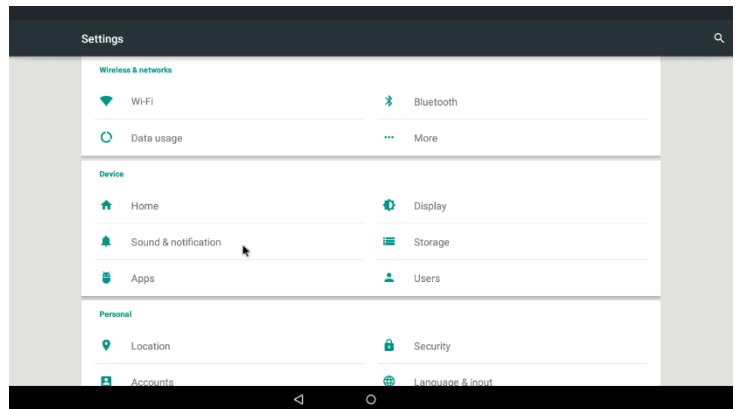 Settings
Wireless & networks
Wi-Fi
Bluetooth
Data usage
More
Device
Home
Display
Sound & notification
Storage
Apps
Users
Personal
Location
Security
Accounts
Language & input